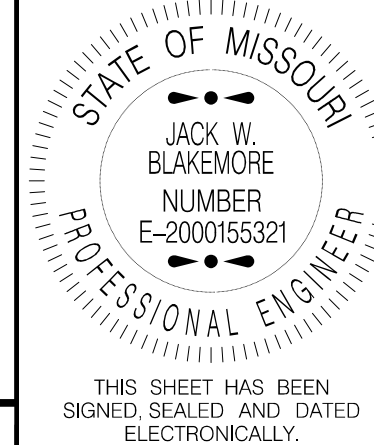 STATE OF MISSOURI
JACK W.
BLAKEMORE
NUMBER
E–2000155321
PROFESSIONAL ENGINEER
THIS SHEET HAS BEEN
SIGNED, SEALED AND DATED
ELECTRONICALLY.